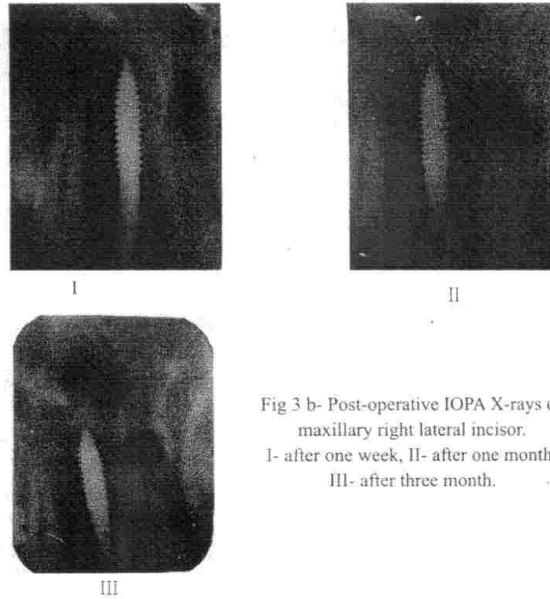 I
II
III
Fig 3 b- Post-operative IOPA X-rays
maxillary right lateral incisor.
I- after one week, II- after one month
III- after three month.